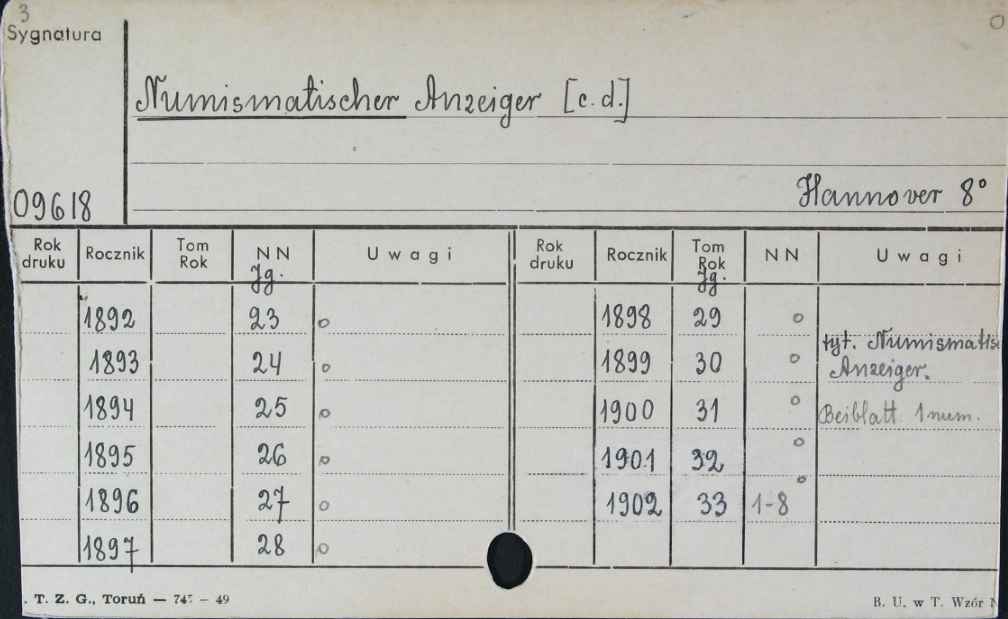 3
Sygnatura
Numismatischer Anzeiger [c.d.]
09618
Hannover 8°
Rok druku Rocznik Tom Rok NN Jg. Uwagi Rok druku Rocznik Tom Rok Jg. NN Uwagi
1892 23 o 1898 29 o
tyt. Numismatisc
1893 24 o 1899 30 o Anzeiger.
1894 25 o 1900 31 o Beiblatt. 1 num.
1895 26 o 1901 32 o
1896 27 o 1902 33 1-8 o
1897 28 o
. T. Z. G., Toruń — 49
B. U. w T. Wzór